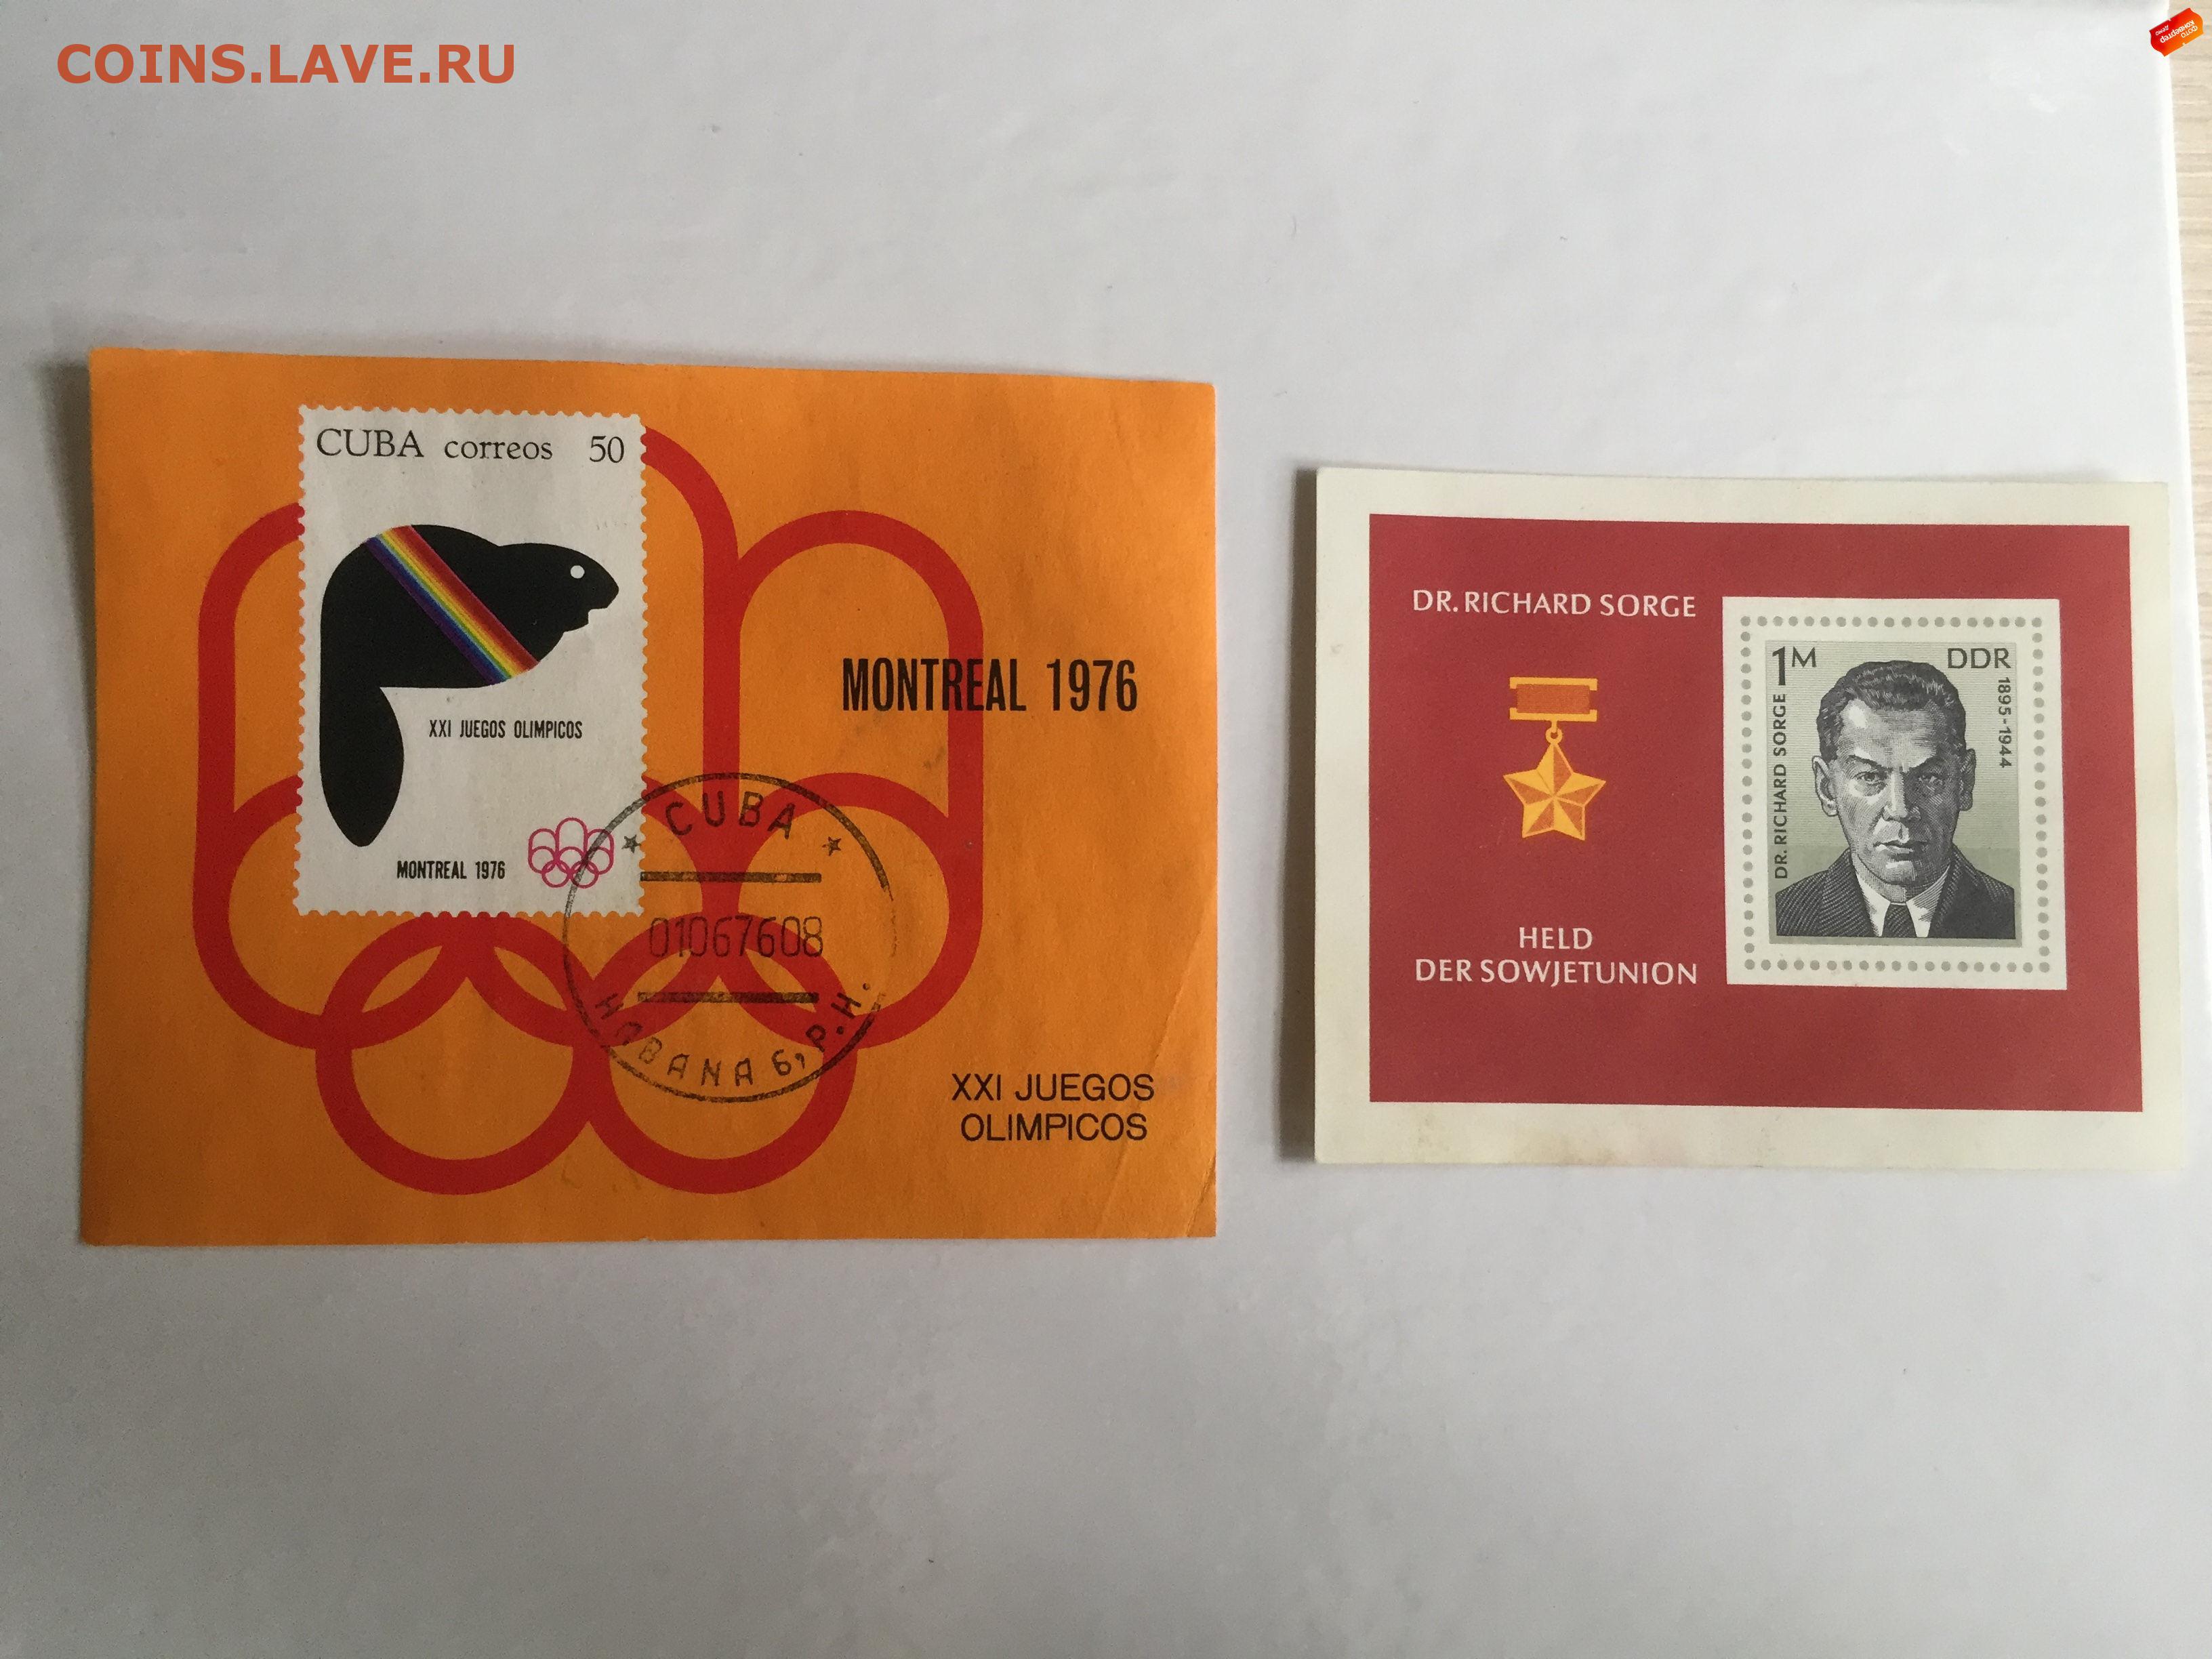 COINS.LAVE.RU
CUBA correos 50
XXI JUEGOS OLIMPICOS
MONTREAL 1976
MONTREAL 1976
CUBA
01067608
HABANA 6, P.H.
XXI JUEGOS
OLIMPICOS
DR. RICHARD SORGE
HELD
DER SOWJETUNION
1M DDR
DR. RICHARD SORGE
1895-1944